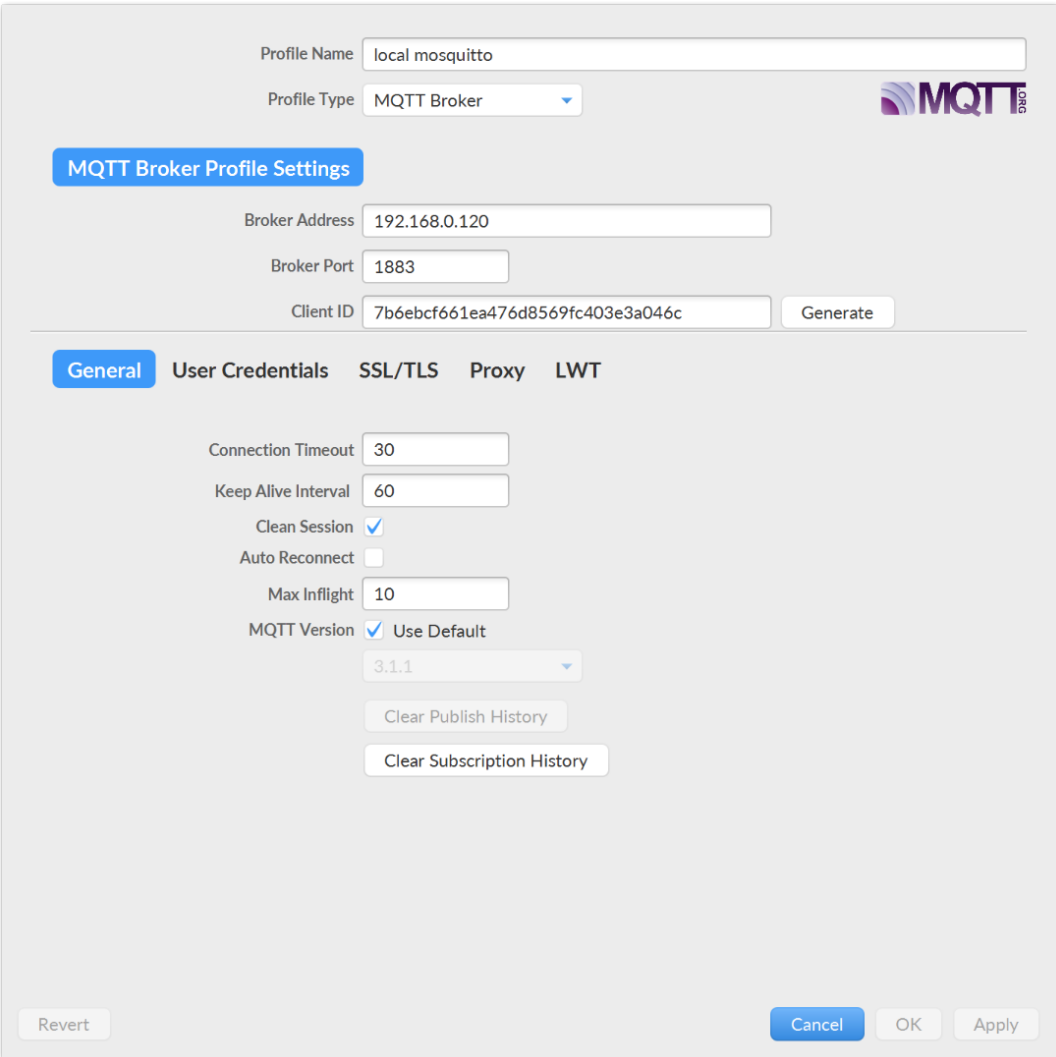 Profile Name local mosquitto
Profile Type MQTT Broker
MQTT.ORG
MQTT Broker Profile Settings
Broker Address 192.168.0.120
Broker Port 1883
Client ID 7b6ebcf661ea476d8569fc403e3a046c Generate
General User Credentials SSL/TLS Proxy LWT
Connection Timeout 30
Keep Alive Interval 60
Clean Session
Auto Reconnect
Max Inflight 10
MQTT Version Use Default
3.1.1
Clear Publish History
Clear Subscription History
Revert Cancel OK Apply